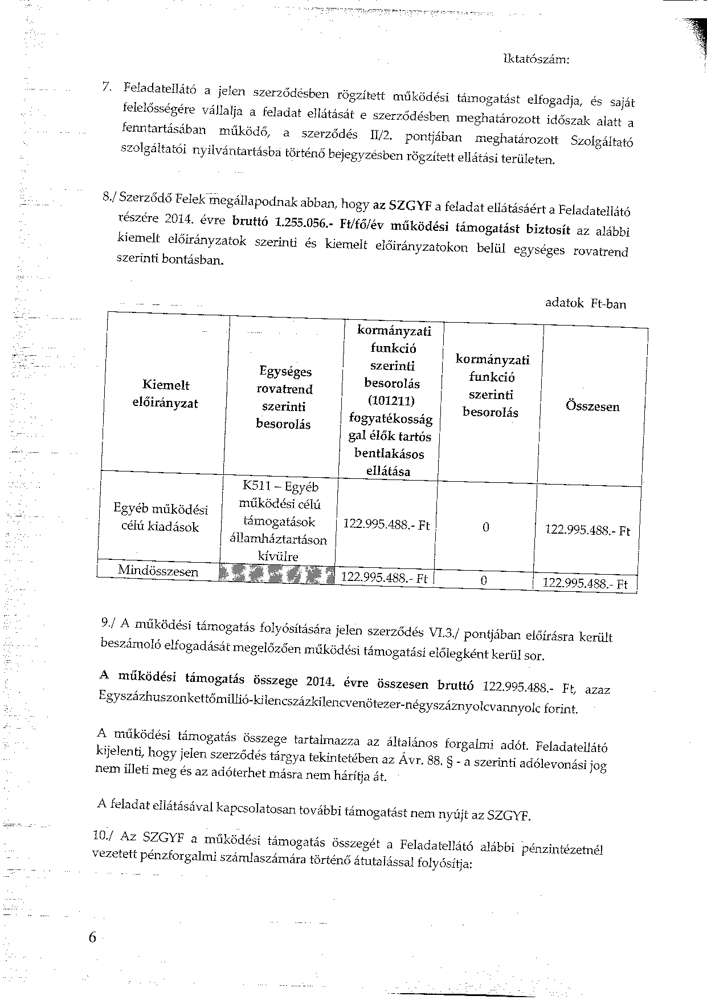 Iktatószám:
7. Feladatellátó a jelen szerződésben rögzített működési támogatást elfogadja, és saját
felelősségére vállalja a feladat ellátását e szerződésben meghatározott időszak alatt a
fenntartásában működő, a szerződés II/2. pontjában meghatározott Szolgáltató
szolgáltatói nyilvántartásba történő bejegyzésben rögzített ellátási területen.
8./ Szerződő Felek megállapodnak abban, hogy az SZGYF a feladat ellátásáért a Feladatellátó
részére 2014. évre bruttó 1.255.056.- Ft/fő/év működési támogatást biztosít az alábbi
kiemelt előirányzatok szerinti és kiemelt előirányzatokon belül egységes rovatrend
szerinti bontásban.
adatok Ft-ban
Kiemelt
előirányzat
Egységes
rovatrend
szerinti
besorolás
kormányzati
funkció
szerinti
besorolás
(101211)
fogyatékosság
gal élők tartós
bentlakásos
ellátása
kormányzati
funkció
szerinti
besorolás
Összesen
Egyéb működési
célú kiadások
K511 – Egyéb
működési célú
támogatások
államháztartáson
kívülre
122.995.488.- Ft
0
122.995.488.- Ft
Mindösszesen
122.995.488.- Ft
0
122.995.488.- Ft
9./ A működési támogatás folyósítására jelen szerződés VI.3./ pontjában előírásra került
beszámoló elfogadását megelőzően működési támogatási előlegként kerül sor.
A működési támogatás összege 2014. évre összesen bruttó 122.995.488.- Ft, azaz
Egyszázhuszonkettőmillió-kilencszázkilencvenötezer-négyszáznyolcvannyolc forint.
A működési támogatás összege tartalmazza az általános forgalmi adót. Feladatellátó
kijelenti, hogy jelen szerződés tárgya tekintetében az Ávr. 88. § - a szerinti adólevonási jog
nem illeti meg és az adóterhet másra nem hárítja át.
A feladat ellátásával kapcsolatosan további támogatást nem nyújt az SZGYF.
10./ Az SZGYF a működési támogatás összegét a Feladatellátó alábbi pénzintézetnél
vezetett pénzforgalmi számlaszámára történő átutalással folyósítja:
6